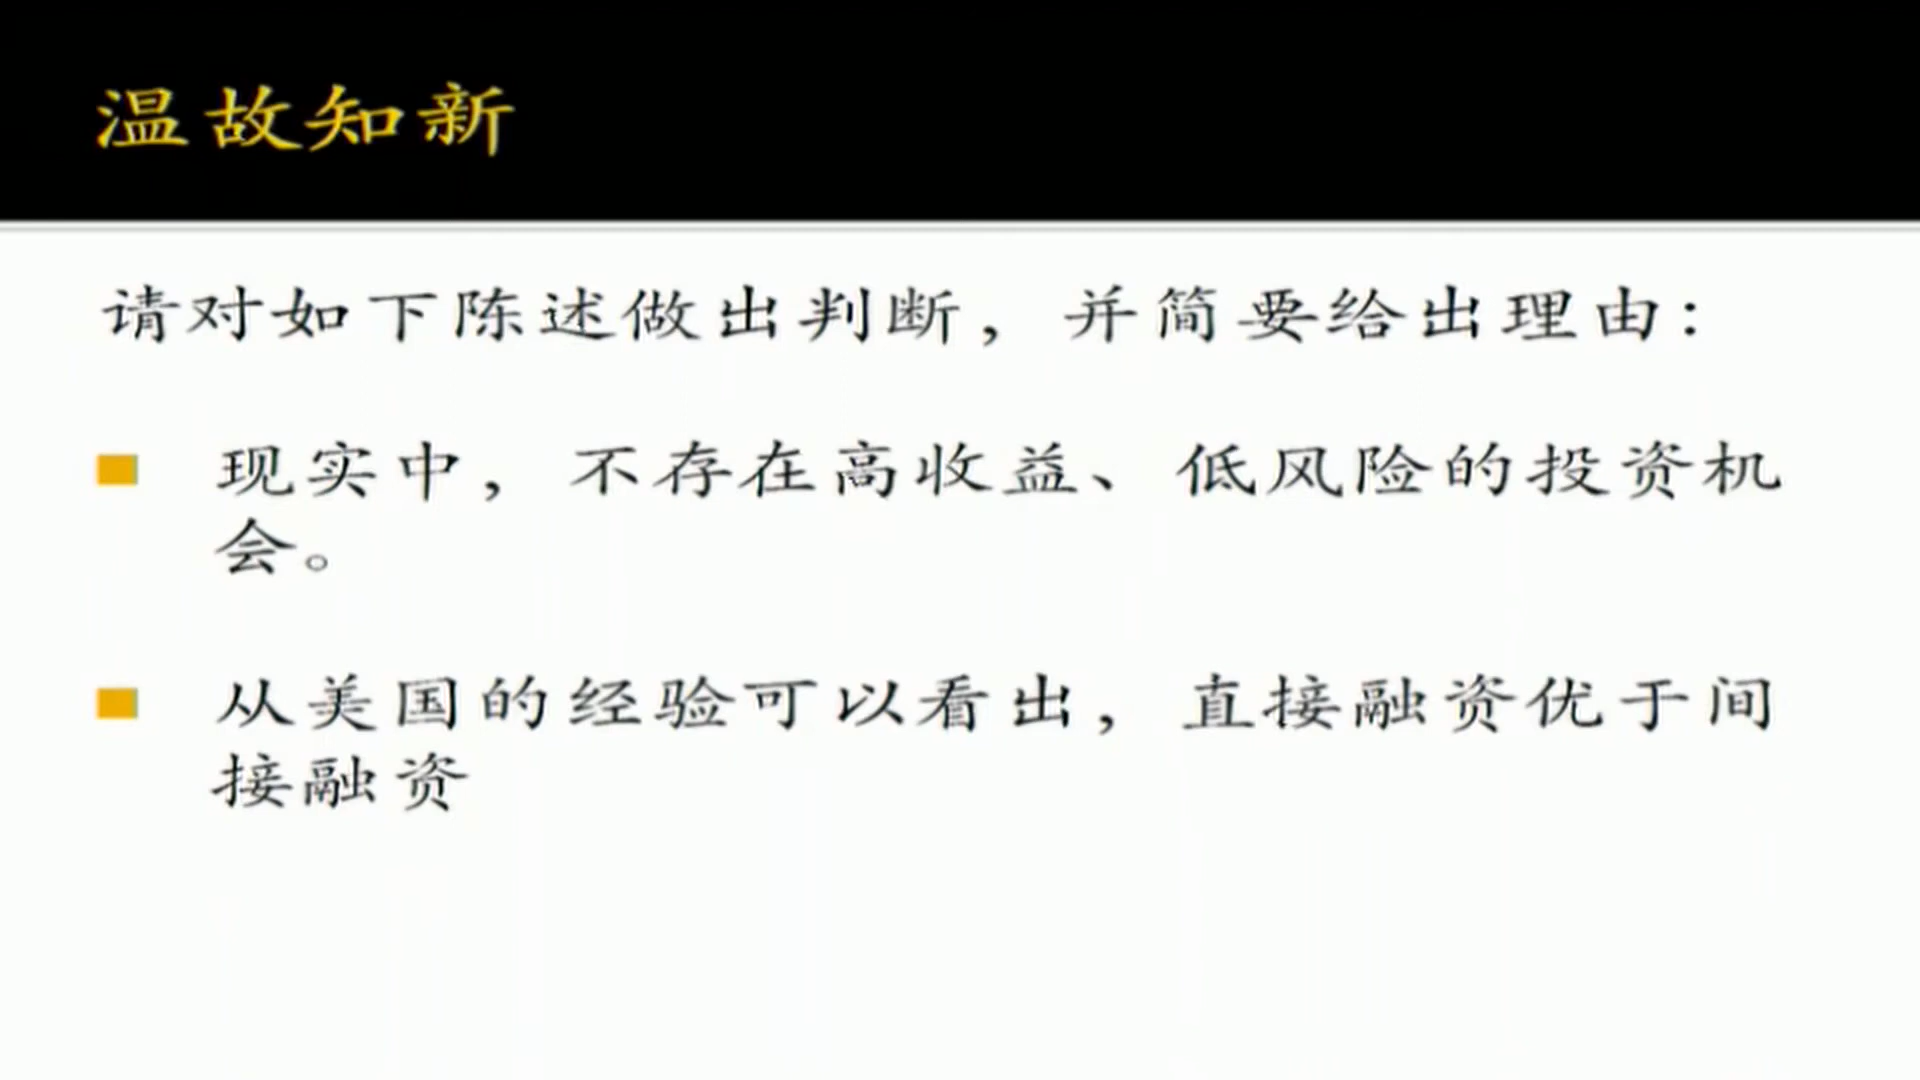 温故知新
请对如下陈述做出判断，并简要给出理由：
现实中，不存在高收益、低风险的投资机
会。
从美国的经验可以看出，直接融资优于间
接融资